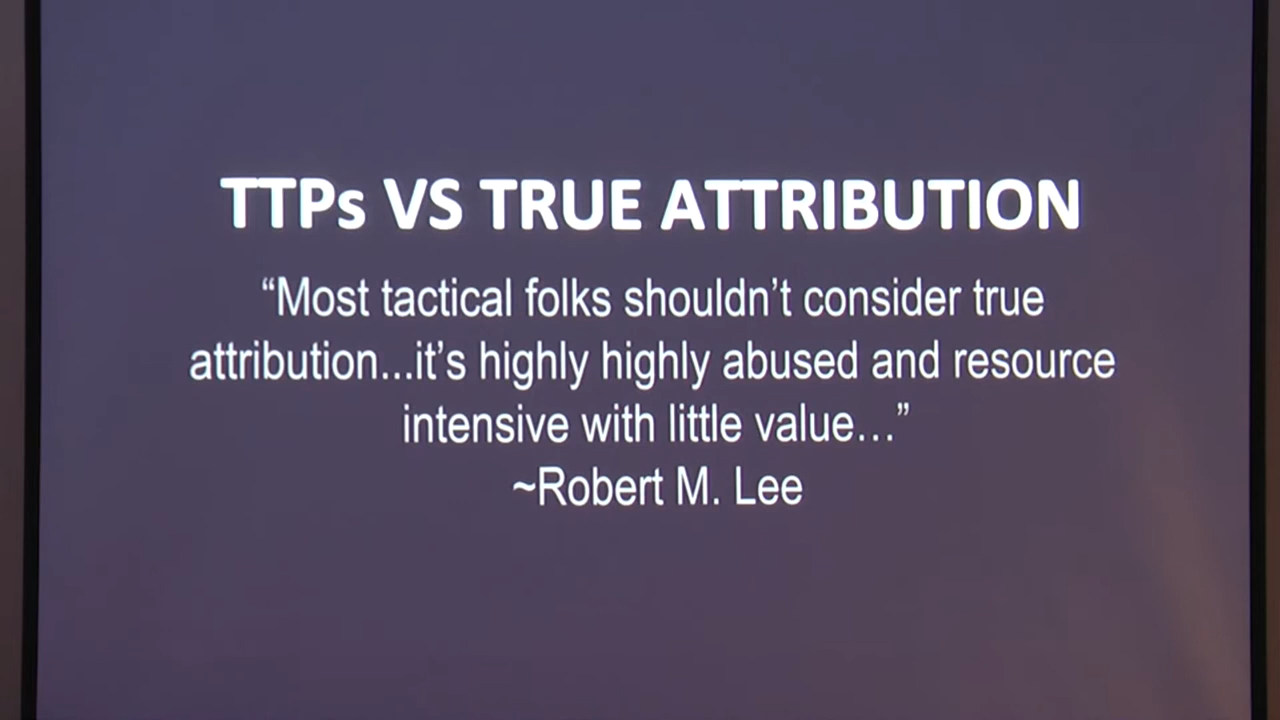 TTPs VS TRUE ATTRIBUTION
“Most tactical folks shouldn’t consider true
attribution...it’s highly highly abused and resource
intensive with little value…”
~Robert M. Lee